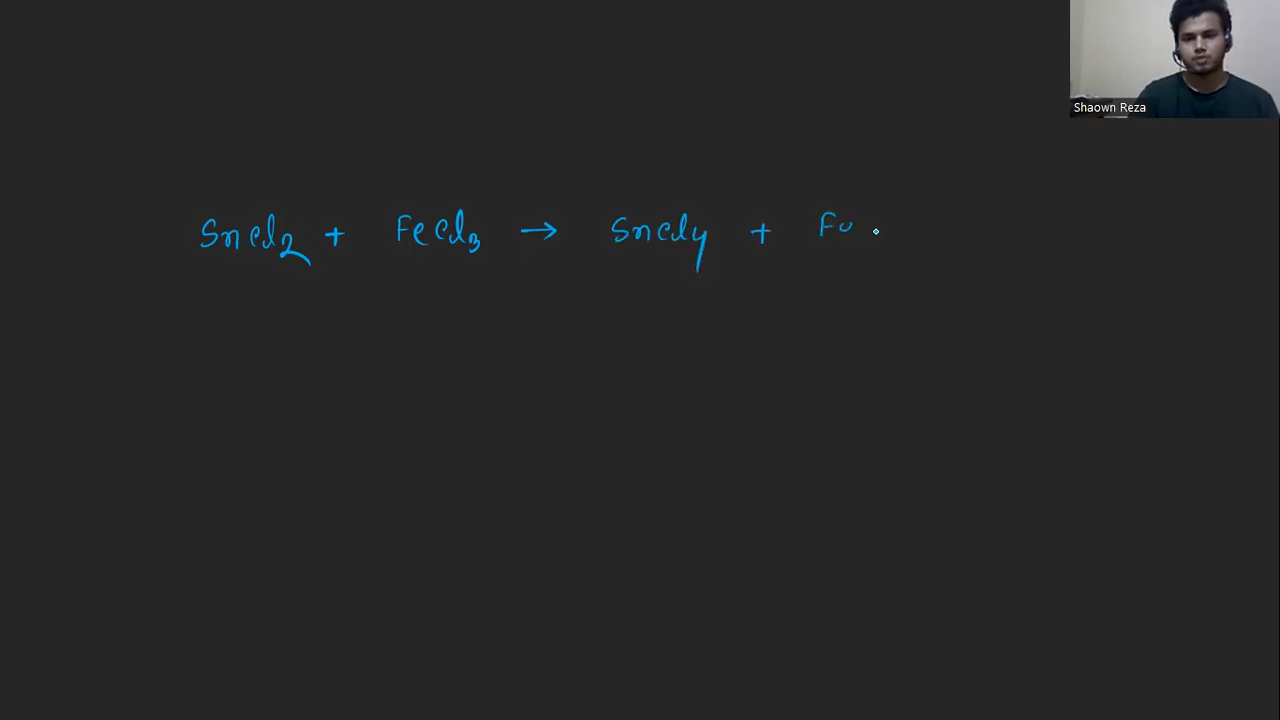 Shaown Reza
SnCl2 + FeCl3 → SnCl4 + Fe